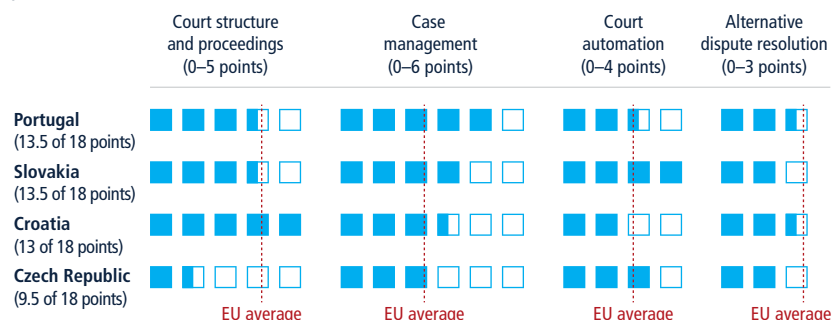 Court structure
and proceedings
(0–5 points)
Case
management
(0–6 points)
Court
automation
(0–4 points)
Alternative
dispute resolution
(0–3 points)
Portugal
(13.5 of 18 points)
Slovakia
(13.5 of 18 points)
Croatia
(13 of 18 points)
Czech Republic
(9.5 of 18 points)
EU average
EU average
EU average
EU average